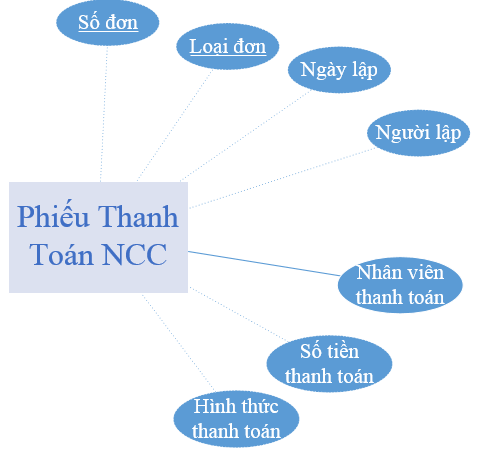 Số đơn
Loại đơn
Ngày lập
Người lập
Phiếu Thanh
Toán NCC
Nhân viên
thanh toán
Số tiền
thanh toán
Hình thức
thanh toán